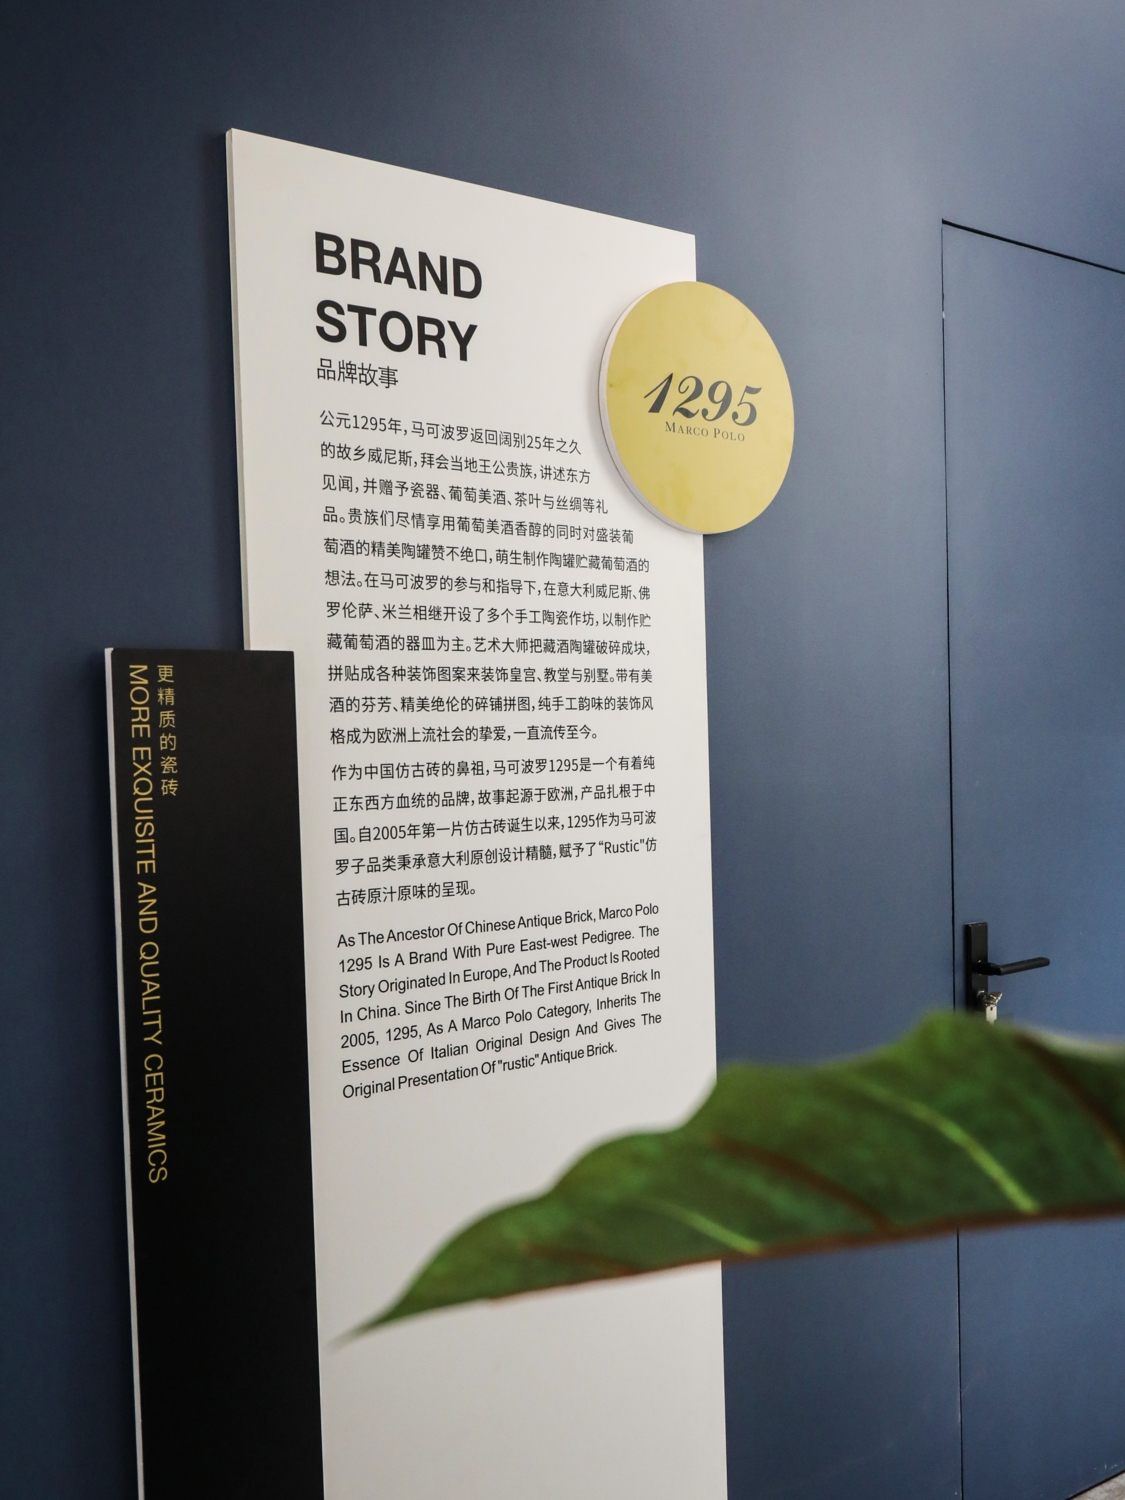 BRAND
STORY
品牌故事
公元1295年，马可波罗返回阔别25年之久
的故乡威尼斯，拜会当地王公贵族，讲述东方
见闻，并赠予瓷器、葡萄美酒、茶叶与丝绸等礼
品。贵族们尽情享用葡萄美酒香醇的同时对盛装葡
萄酒的精美陶罐赞不绝口，萌生制作陶罐贮藏葡萄酒的
想法。在马可波罗的参与和指导下，在意大利威尼斯、佛
罗伦萨、米兰相继开设了多个手工陶瓷作坊，以制作贮
藏葡萄酒的器皿为主。艺术大师把藏酒陶罐破碎成块，
拼贴成各种装饰图案来装饰皇宫、教堂与别墅。带有美
酒的芬芳、精美绝伦的碎铺拼图，纯手工韵味的装饰风
格成为欧洲上流社会的挚爱，一直流传至今。
作为中国仿古砖的鼻祖，马可波罗1295是一个有着纯
正东西方血统的品牌，故事起源于欧洲，产品扎根于中
国。自2005年第一片仿古砖诞生以来，1295作为马可波
罗子品类秉承意大利原创设计精髓，赋予了“Rustic"仿
古砖原汁原味的呈现。
As The Ancestor Of Chinese Antique Brick, Marco Polo
1295 Is A Brand With Pure East-west Pedigree. The
Story Originated In Europe, And The Product Is Rooted
In China. Since The Birth Of The First Antique Brick In
2005, 1295, As A Marco Polo Category, Inherits The
Essence Of Italian Original Design And Gives The
Original Presentation Of "rustic" Antique Brick.
1295
MARCO POLO
更精质的瓷砖
MORE EXQUISITE AND QUALITY CERAMICS